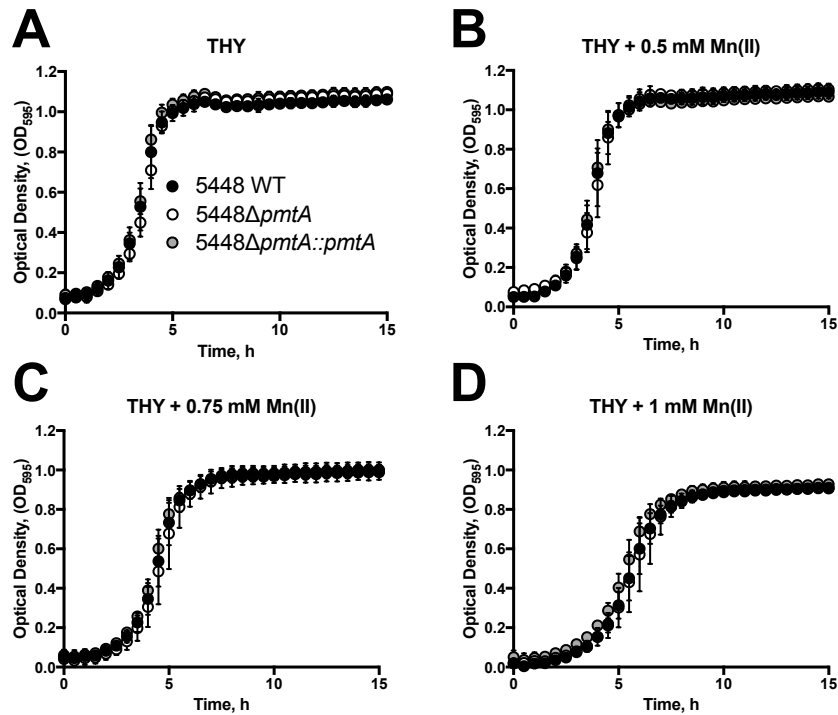 A
THY
Optical Density, (OD595)
1.2
1.0
0.8
0.6
0.4
0.2
0.0
5448 WT
5448ΔpmtA
5448ΔpmtA::pmtA
0 5 10 15
Time, h
B
THY + 0.5 mM Mn(II)
Optical Density, (OD595)
1.2
1.0
0.8
0.6
0.4
0.2
0.0
0 5 10 15
Time, h
C
THY + 0.75 mM Mn(II)
Optical Density, (OD595)
1.2
1.0
0.8
0.6
0.4
0.2
0.0
0 5 10 15
Time, h
D
THY + 1 mM Mn(II)
Optical Density, (OD595)
1.2
1.0
0.8
0.6
0.4
0.2
0.0
0 5 10 15
Time, h